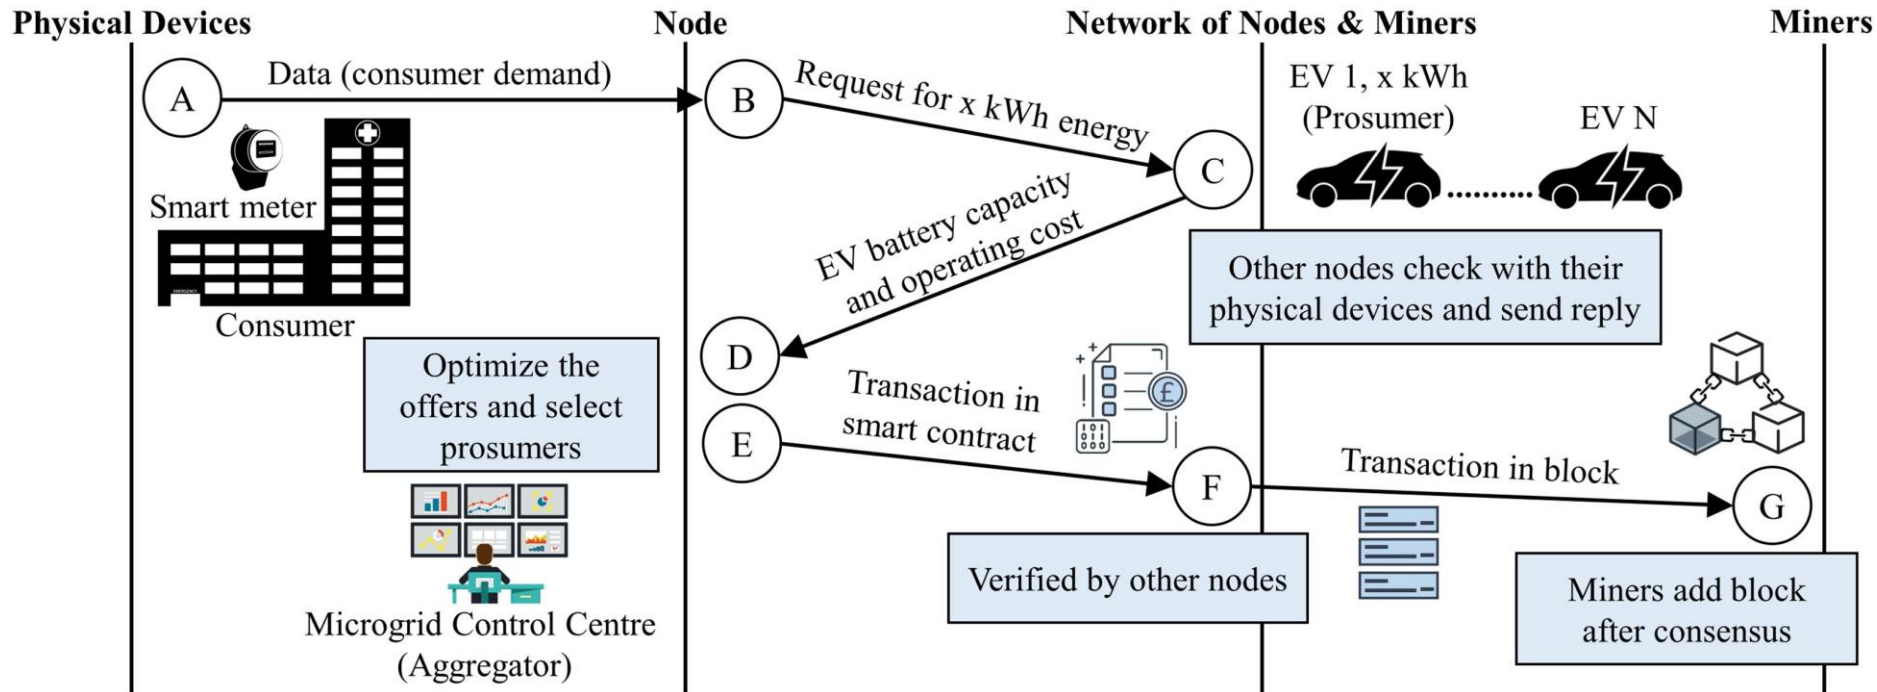 Physical Devices
Node
Network of Nodes & Miners
Miners
A
Data (consumer demand)
B
Request for x kWh energy
C
EV 1, x kWh
(Prosumer)
EV N
Smart meter
EMERGENCY
Consumer
EV battery capacity
and operating cost
Other nodes check with their
physical devices and send reply
D
Optimize the
offers and select
prosumers
Microgrid Control Centre
(Aggregator)
E
Transaction in
smart contract
£
011
000
F
Verified by other nodes
Transaction in block
G
Miners add block
after consensus